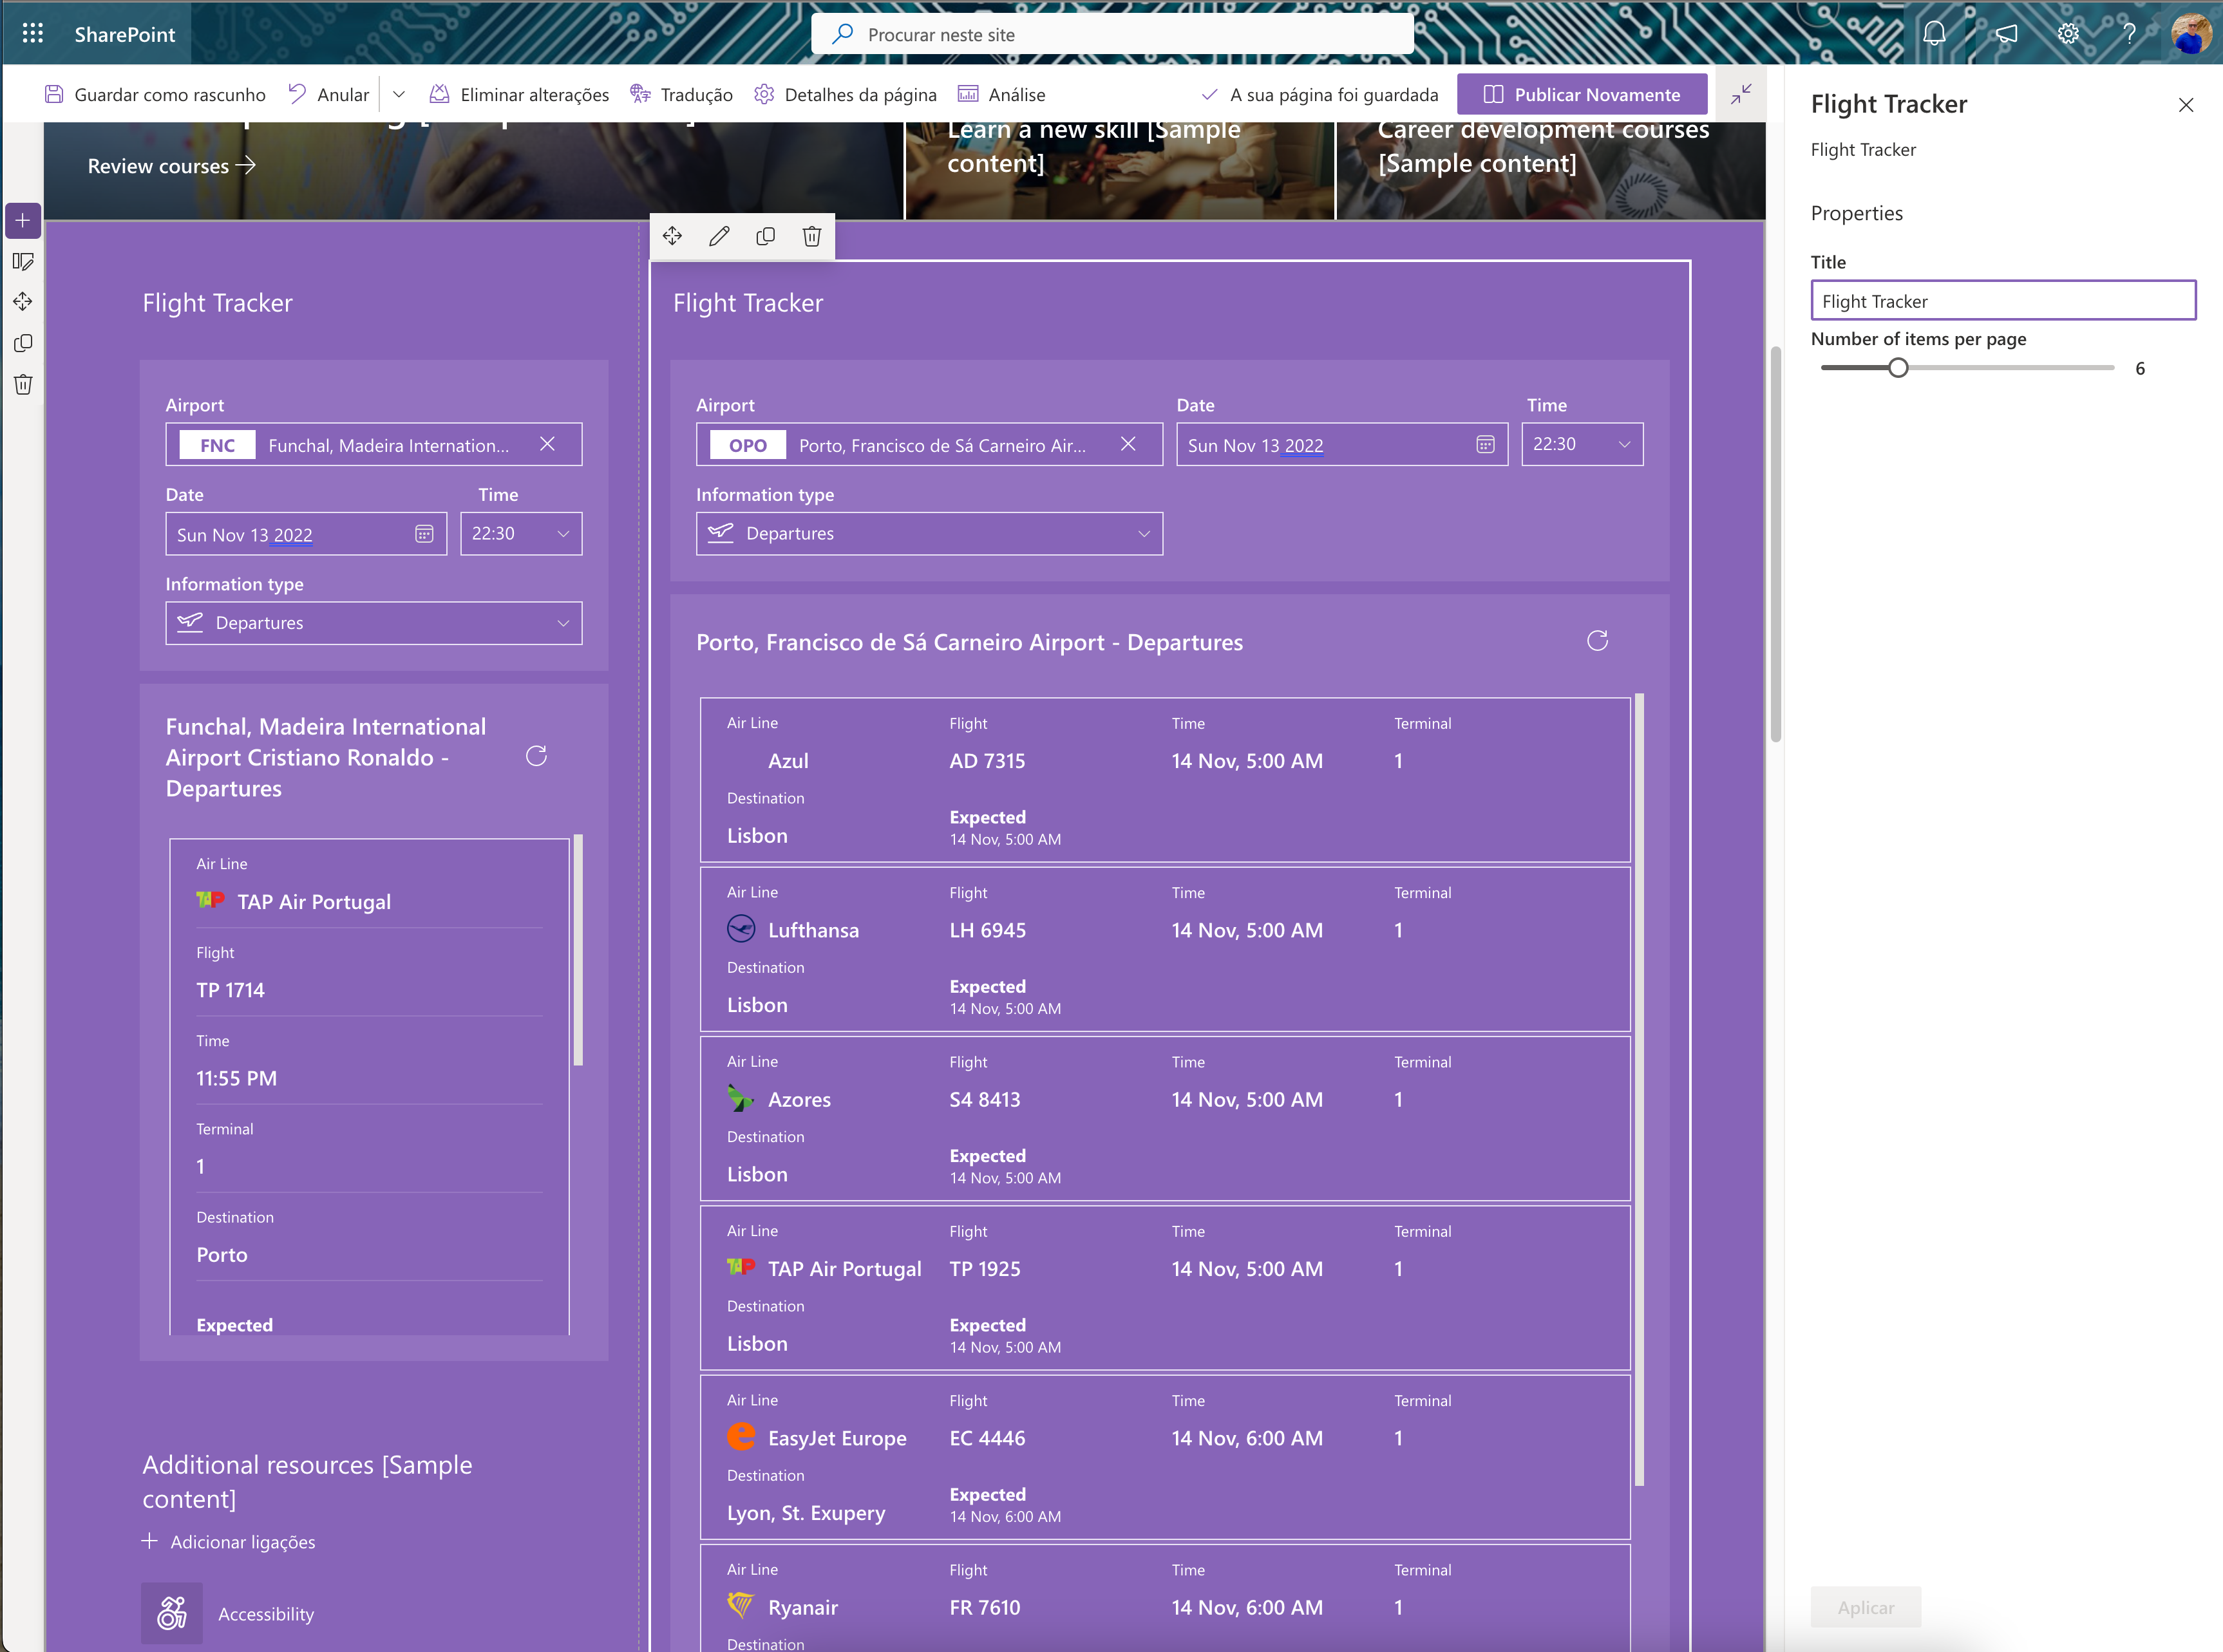 SharePoint
Procurar neste site
Guardar como rascunho
Anular
Eliminar alterações
Tradução
Detalhes da página
Análise
A sua página foi guardada
Publicar Novamente
Review courses
Learn a new skill [Sample
content]
Career development courses
[Sample content]
Flight Tracker
Airport
FNC Funchal, Madeira Internation...
Date
Time
Sun Nov 13 2022
22:30
Information type
Departures
Funchal, Madeira International
Airport Cristiano Ronaldo -
Departures
Air Line
TAP Air Portugal
Flight
TP 1714
Time
11:55 PM
Terminal
1
Destination
Porto
Expected
Additional resources [Sample
content]
Adicionar ligações
Accessibility
Flight Tracker
Airport
Date
Time
OPO Porto, Francisco de Sá Carneiro Air...
Sun Nov 13 2022
22:30
Information type
Departures
Porto, Francisco de Sá Carneiro Airport - Departures
Air Line Flight Time Terminal
Azul AD 7315 14 Nov, 5:00 AM 1
Destination
Expected
Lisbon
14 Nov, 5:00 AM
Air Line Flight Time Terminal
Lufthansa LH 6945 14 Nov, 5:00 AM 1
Destination
Expected
Lisbon
14 Nov, 5:00 AM
Air Line Flight Time Terminal
Azores S4 8413 14 Nov, 5:00 AM 1
Destination
Expected
Lisbon
14 Nov, 5:00 AM
Air Line Flight Time Terminal
TAP TAP Air Portugal TP 1925 14 Nov, 5:00 AM 1
Destination
Expected
Lisbon
14 Nov, 5:00 AM
Air Line Flight Time Terminal
EasyJet Europe EC 4446 14 Nov, 6:00 AM 1
Destination
Expected
Lyon, St. Exupery
14 Nov, 6:00 AM
Air Line Flight Time Terminal
Ryanair FR 7610 14 Nov, 6:00 AM 1
Destination
Flight Tracker
Flight Tracker
Properties
Title
Flight Tracker
Number of items per page
6
Aplicar